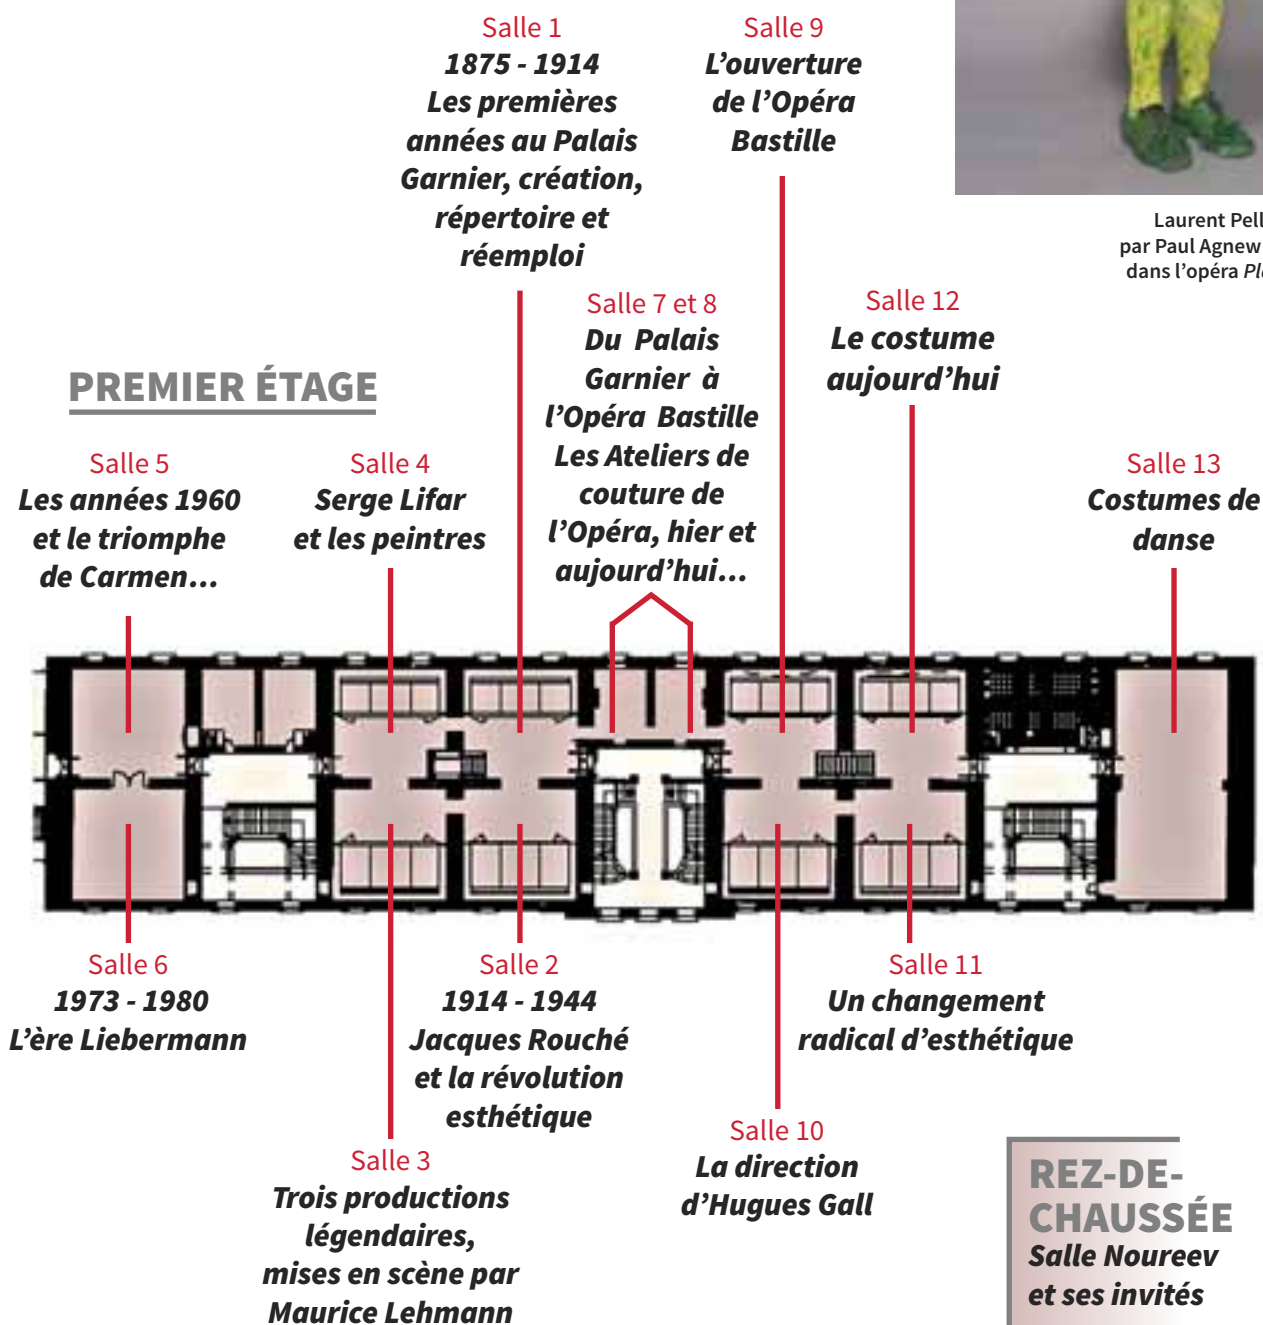 Salle 1
1875 - 1914
Les premières
années au Palais
Garnier, création,
répertoire et
réemploi
Salle 9
L'ouverture
de l'Opéra
Bastille
Laurent Pell
par Paul Agnew
dans l'opéra Pl
Salle 7 et 8
Du Palais
Garnier à
l'Opéra Bastille
Les Ateliers de
couture de
l'Opéra, hier et
aujourd'hui...
Salle 12
Le costume
aujourd'hui
PREMIER ÉTAGE
Salle 5
Les années 1960
et le triomphe
de Carmen...
Salle 4
Serge Lifar
et les peintres
Salle 13
Costumes de
danse
Salle 6
1973 - 1980
L'ère Liebermann
Salle 2
1914 - 1944
Jacques Rouché
et la révolution
esthétique
Salle 11
Un changement
radical d'esthétique
Salle 3
Trois productions
légendaires,
mises en scène par
Maurice Lehmann
Salle 10
La direction
d'Hugues Gall
REZ-DE-
CHAUSSÉE
Salle Noureev
et ses invités